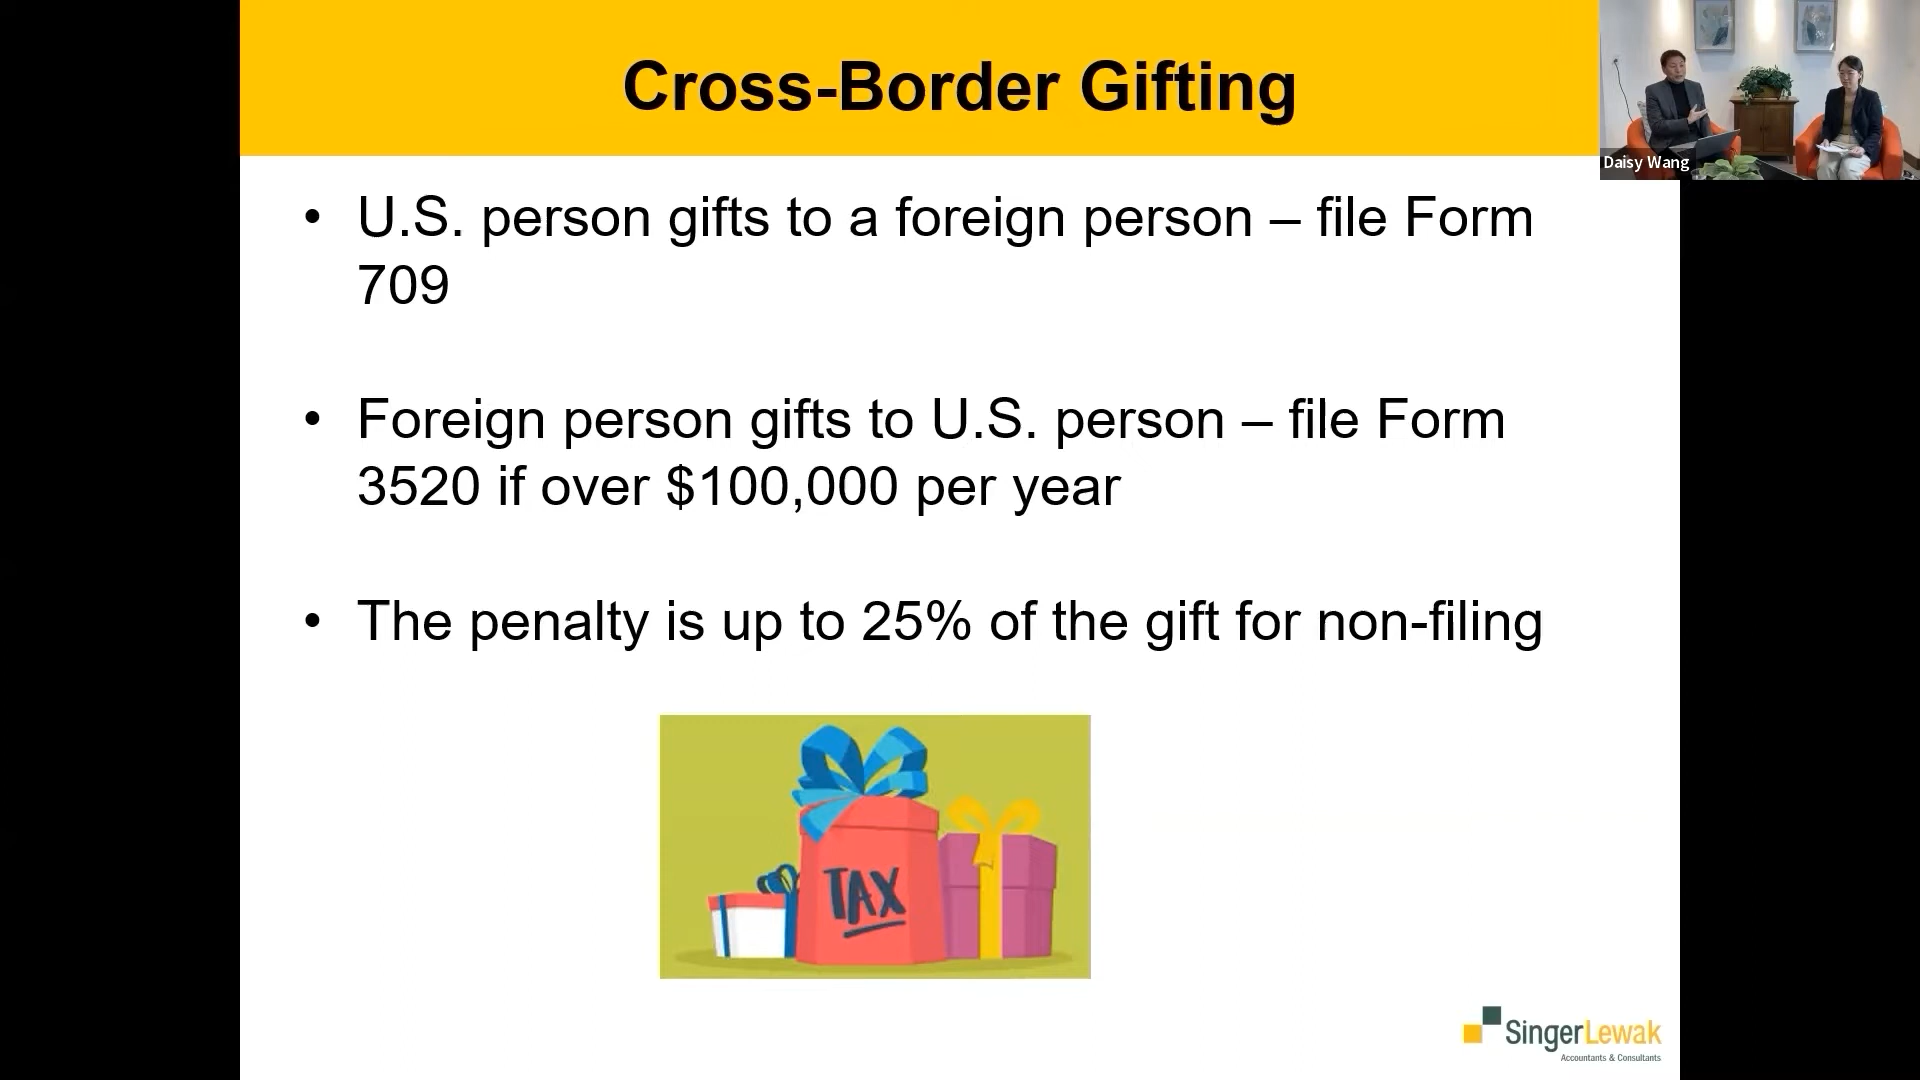 Cross-Border Gifting
Daisy Wang
• U.S. person gifts to a foreign person – file Form
709
• Foreign person gifts to U.S. person – file Form
3520 if over $100,000 per year
• The penalty is up to 25% of the gift for non-filing
TAX
SingerLewak
Accountants & Consultants